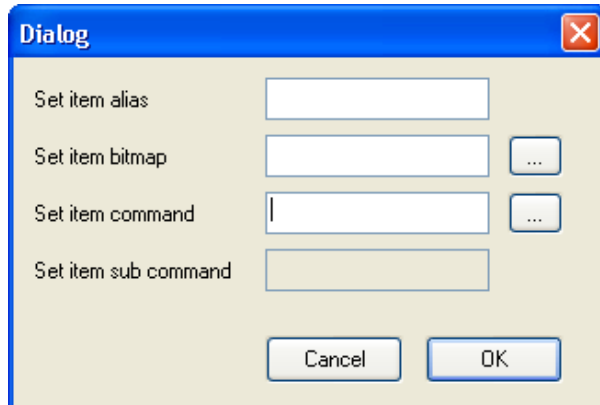 Dialog
Set item alias
Set item bitmap ...
Set item command ...
Set item sub command
Cancel OK